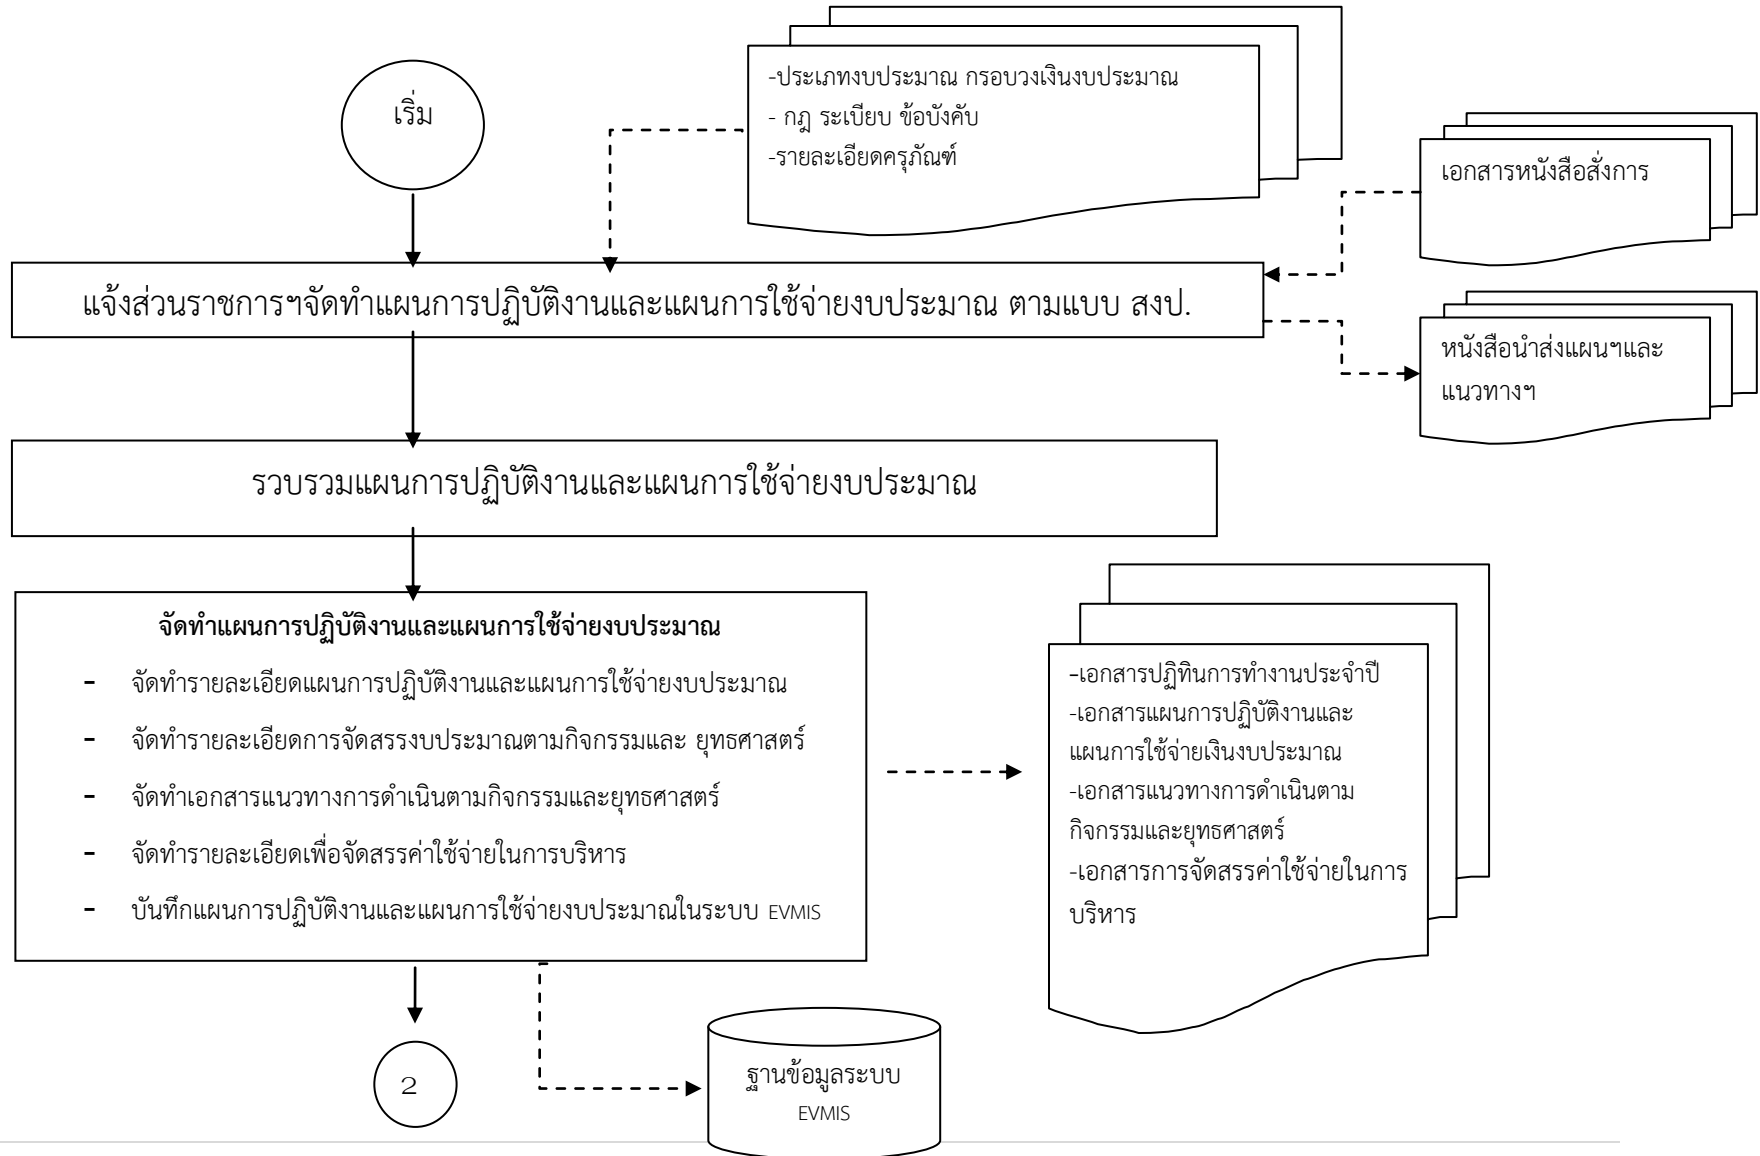 เริ่ม
-ประเภทงบประมาณ กรอบวงเงินงบประมาณ
- กฎ ระเบียบ ข้อบังคับ
-รายละเอียดครุภัณฑ์
เอกสารหนังสือสั่งการ
แจ้งส่วนราชการฯจัดทำแผนการปฏิบัติงานและแผนการใช้จ่ายงบประมาณ ตามแบบ สงป.
หนังสือนำส่งแผนฯและ
แนวทางฯ
รวบรวมแผนการปฏิบัติงานและแผนการใช้จ่ายงบประมาณ
จัดทำแผนการปฏิบัติงานและแผนการใช้จ่ายงบประมาณ
- จัดทำรายละเอียดแผนการปฏิบัติงานและแผนการใช้จ่ายงบประมาณ
- จัดทำรายละเอียดการจัดสรรงบประมาณตามกิจกรรมและ ยุทธศาสตร์
- จัดทำเอกสารแนวทางการดำเนินตามกิจกรรมและยุทธศาสตร์
- จัดทำรายละเอียดเพื่อจัดสรรค่าใช้จ่ายในการบริหาร
- บันทึกแผนการปฏิบัติงานและแผนการใช้จ่ายงบประมาณในระบบ EVMIS
-เอกสารปฏิทินการทำงานประจำปี
-เอกสารแผนการปฏิบัติงานและ
แผนการใช้จ่ายเงินงบประมาณ
-เอกสารแนวทางการดำเนินตาม
กิจกรรมและยุทธศาสตร์
-เอกสารการจัดสรรค่าใช้จ่ายในการ
บริหาร
2
ฐานข้อมูลระบบ
EVMIS